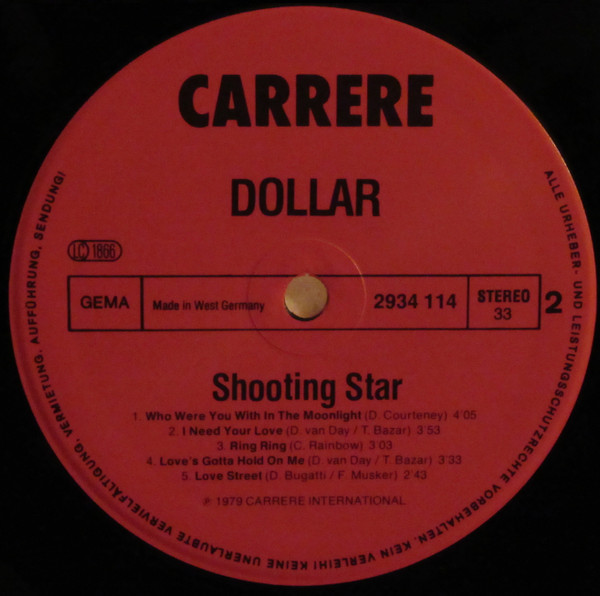 CARRERE
DOLLAR
LC 1866
GEMA
Made in West Germany
2934 114
STEREO
33
2
Shooting Star
1. Who Were You With In The Moonlight (D. Courteney) 4'05
2. I Need Your Love (D. van Day / T. Bazar) 3'53
3. Ring Ring (C. Rainbow) 3'03
4. Love's Gotta Hold On Me (D. van Day / T. Bazar) 3'33
5. Love Street (D. Bugatti / F. Musker) 2'43
℗ 1979 CARRERE INTERNATIONAL
ALLE URHEBER- UND LEISTUNGSSCHUTZRECHTE VORBEHALTEN. KEIN VERLEIH! KEINE UNERLAUBTE VERVIELFÄLTIGUNG, VERMIETUNG, AUFFÜHRUNG, SENDUNG!